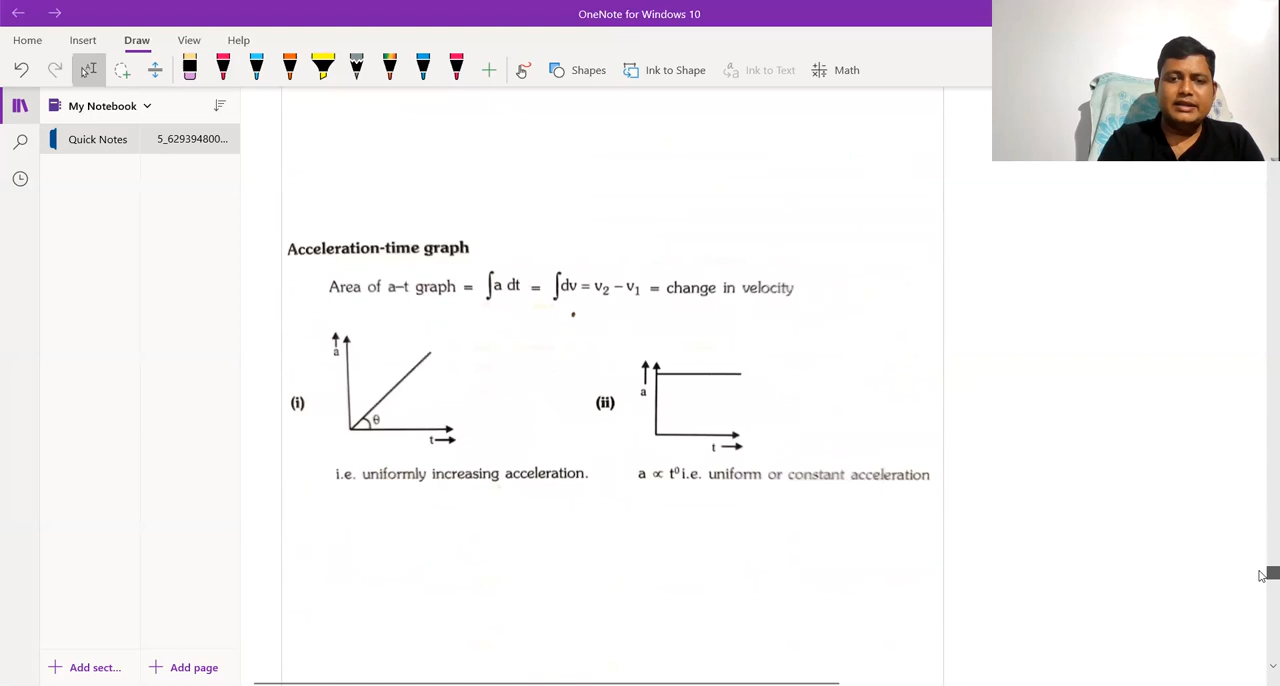 OneNote for Windows 10
Home Insert Draw View Help
Shapes Ink to Shape Ink to Text Math
My Notebook
Quick Notes 5_629394800...
Acceleration-time graph
Area of a–t graph = ∫a dt = ∫dv = v₂ – v₁ = change in velocity
a
a
(i) θ (ii)
t
t
i.e. uniformly increasing acceleration. a ∝ t⁰ i.e. uniform or constant acceleration
Add sect... Add page